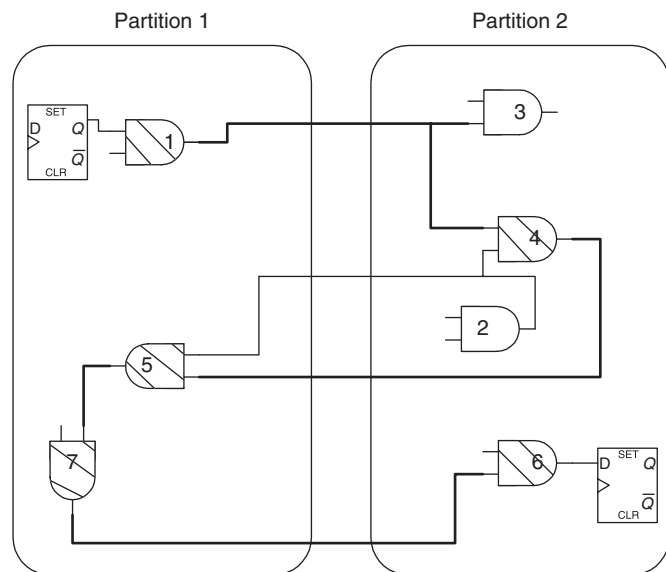 Partition 1
Partition 2
SET
D Q
Q̅
CLR
1
3
4
2
5
7
6
SET
D Q
Q̅
CLR